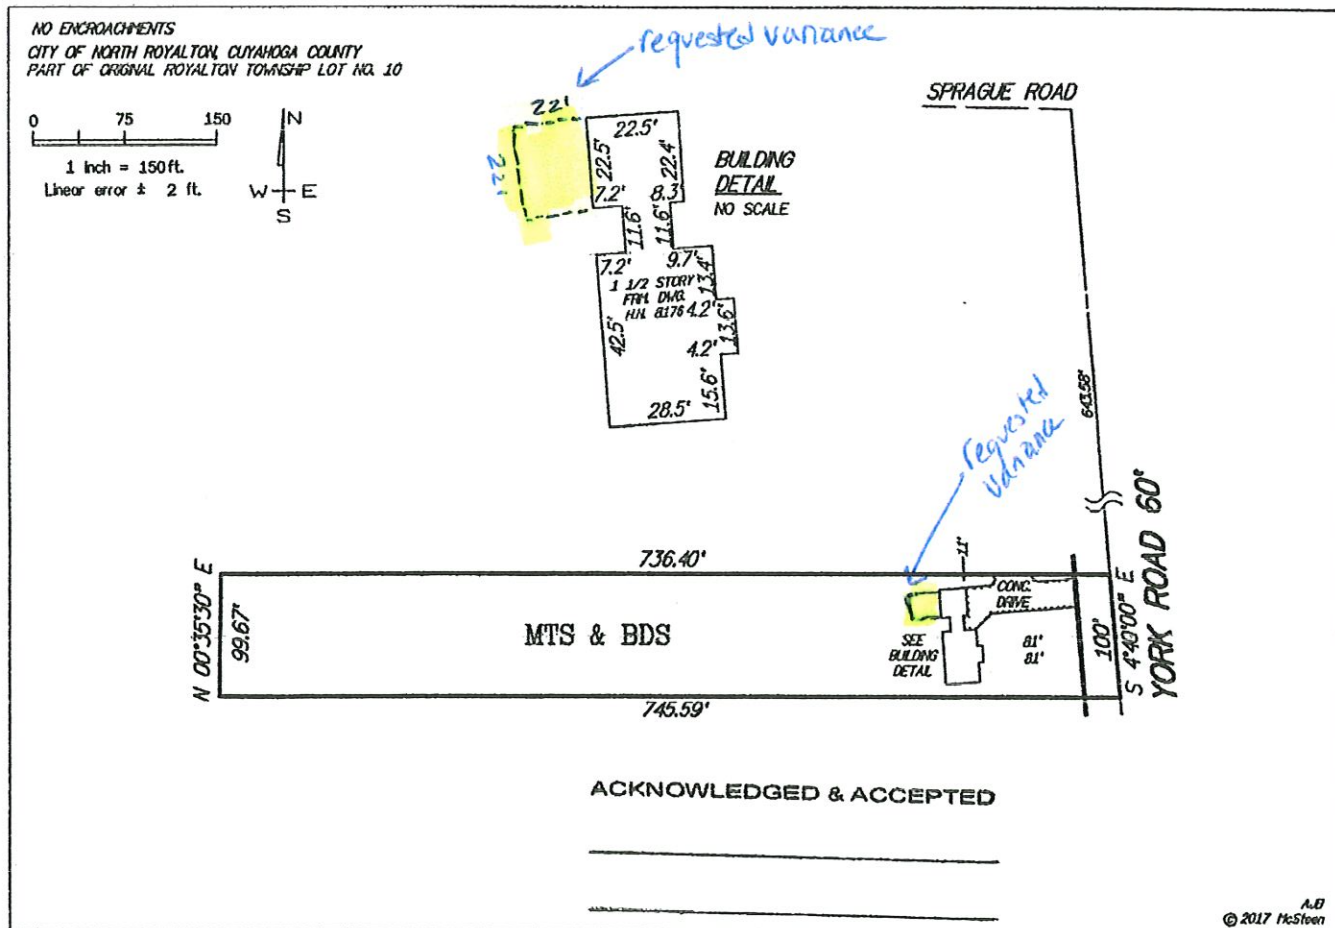 NO ENCROACHMENTS
CITY OF NORTH ROYALTON, CUYAHOGA COUNTY
PART OF ORIGINAL ROYALTON TOWNSHIP LOT NO. 10
0 75 150
1 inch = 150 ft.
Linear error ± 2 ft.
N
W E
S
requested variance
22'
22'
22.5'
22.5'
22.4'
7.2'
8.3'
11.6'
11.6'
7.2'
9.7'
13.4'
1 1/2 STORY
FRM. DWG.
H.N. 8176
4.2'
13.6'
42.5'
4.2'
15.6'
28.5'
BUILDING
DETAIL
NO SCALE
SPRAGUE ROAD
643.58'
requested
variance
YORK ROAD 60'
736.40'
11'
CONC.
DRIVE
N 00°35'30" E
99.67'
MTS & BDS
SEE
BUILDING
DETAIL
81'
81'
100'
S 4°40'00" E
745.59'
ACKNOWLEDGED & ACCEPTED
AJB
© 2017 McSteen